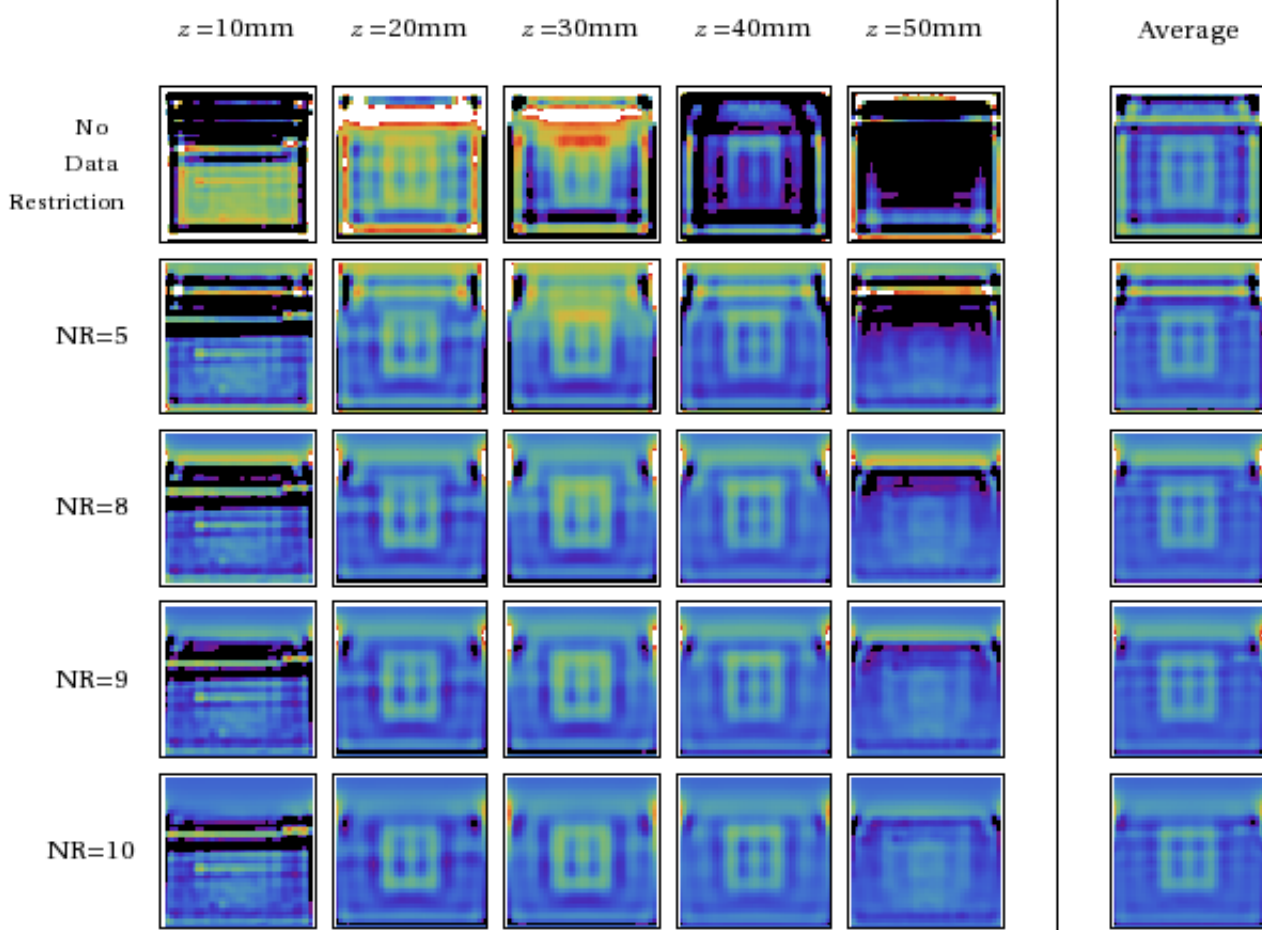 z=10mm z=20mm z=30mm z=40mm z=50mm Average
No
Data
Restriction
NR=5
NR=8
NR=9
NR=10